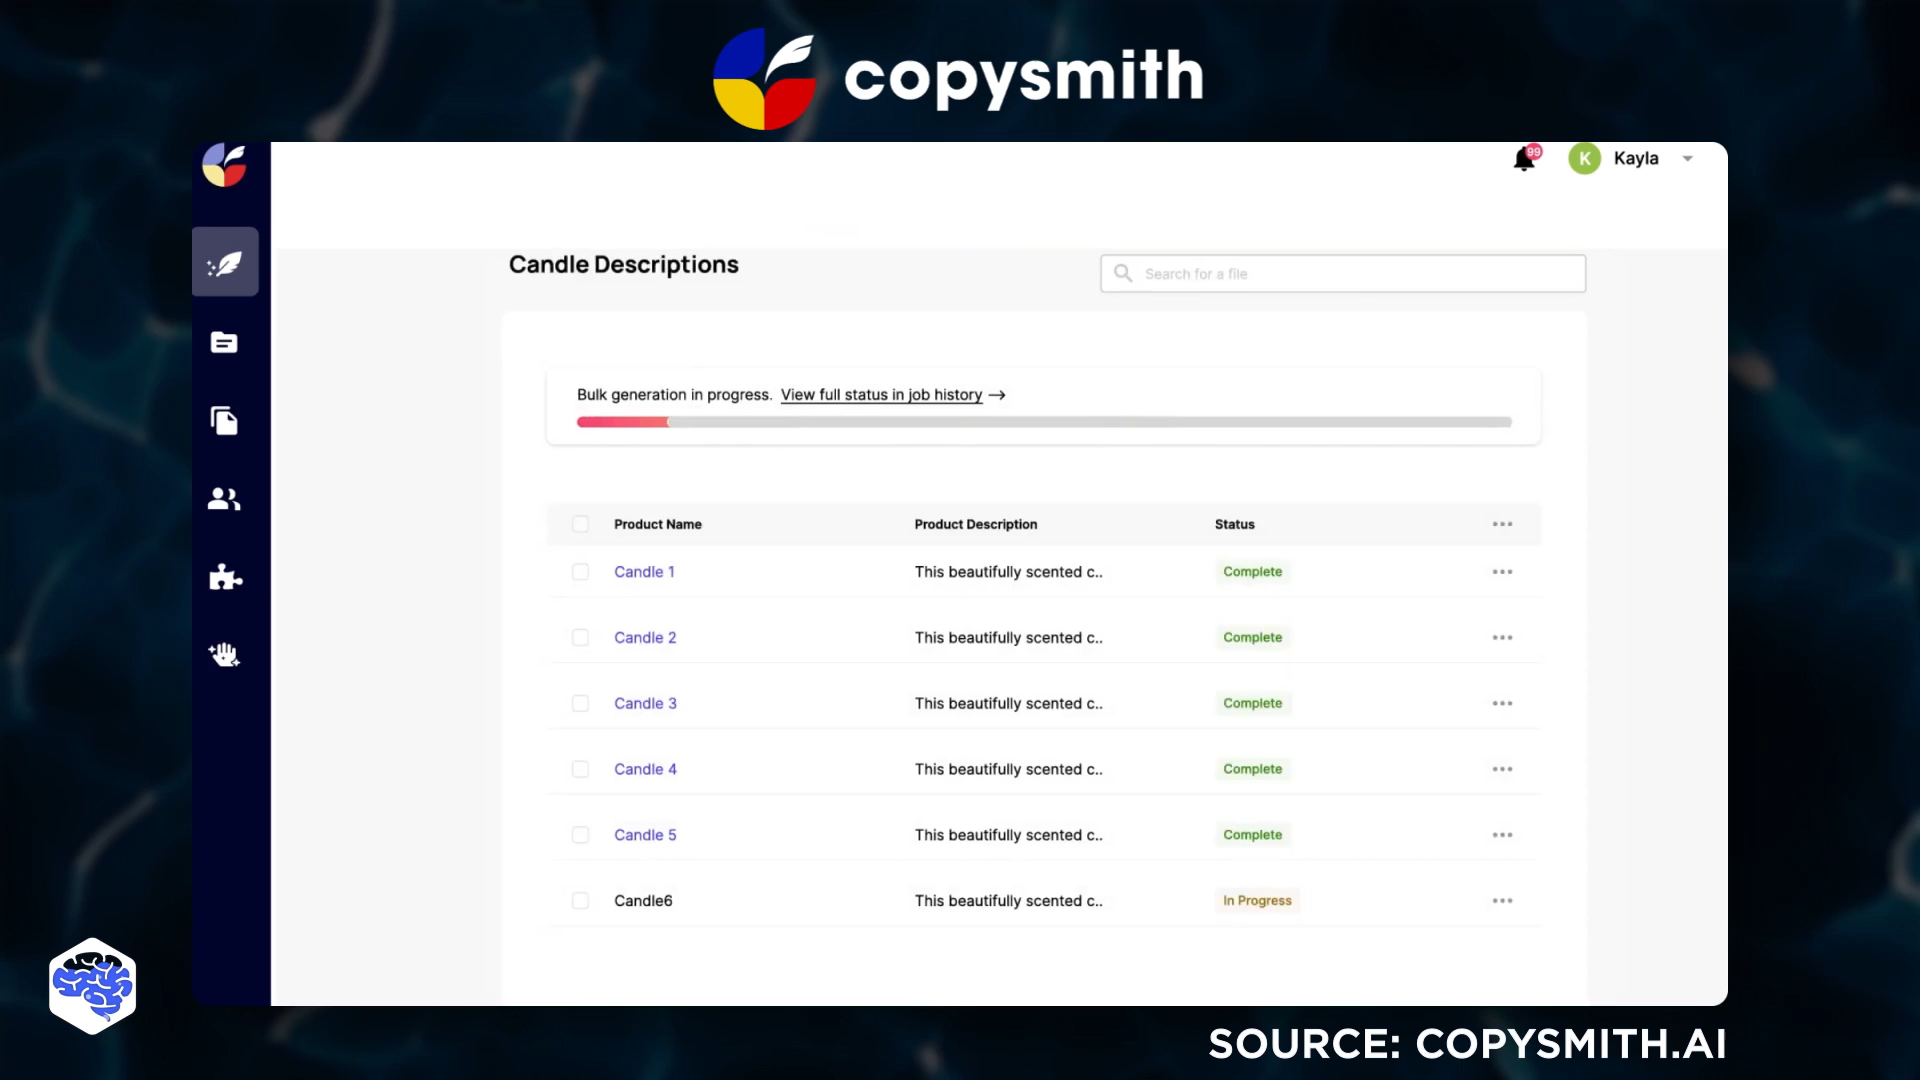 copysmith
99
K
Kayla
Candle Descriptions
Search for a file
Bulk generation in progress. View full status in job history →
Product Name Product Description Status
Candle 1 This beautifully scented c.. Complete
Candle 2 This beautifully scented c.. Complete
Candle 3 This beautifully scented c.. Complete
Candle 4 This beautifully scented c.. Complete
Candle 5 This beautifully scented c.. Complete
Candle6 This beautifully scented c.. In Progress
SOURCE: COPYSMITH.AI